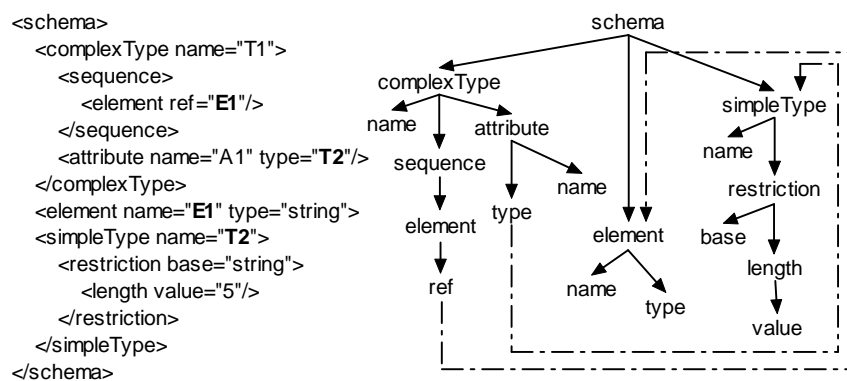 <schema>
<complexType name="T1">
<sequence>
<element ref="E1"/>
</sequence>
<attribute name="A1" type="T2"/>
</complexType>
<element name="E1" type="string">
<simpleType name="T2">
<restriction base="string">
<length value="5"/>
</restriction>
</simpleType>
</schema>
schema
complexType
name
attribute
sequence
type
name
element
ref
element
name
type
simpleType
name
restriction
base
length
value